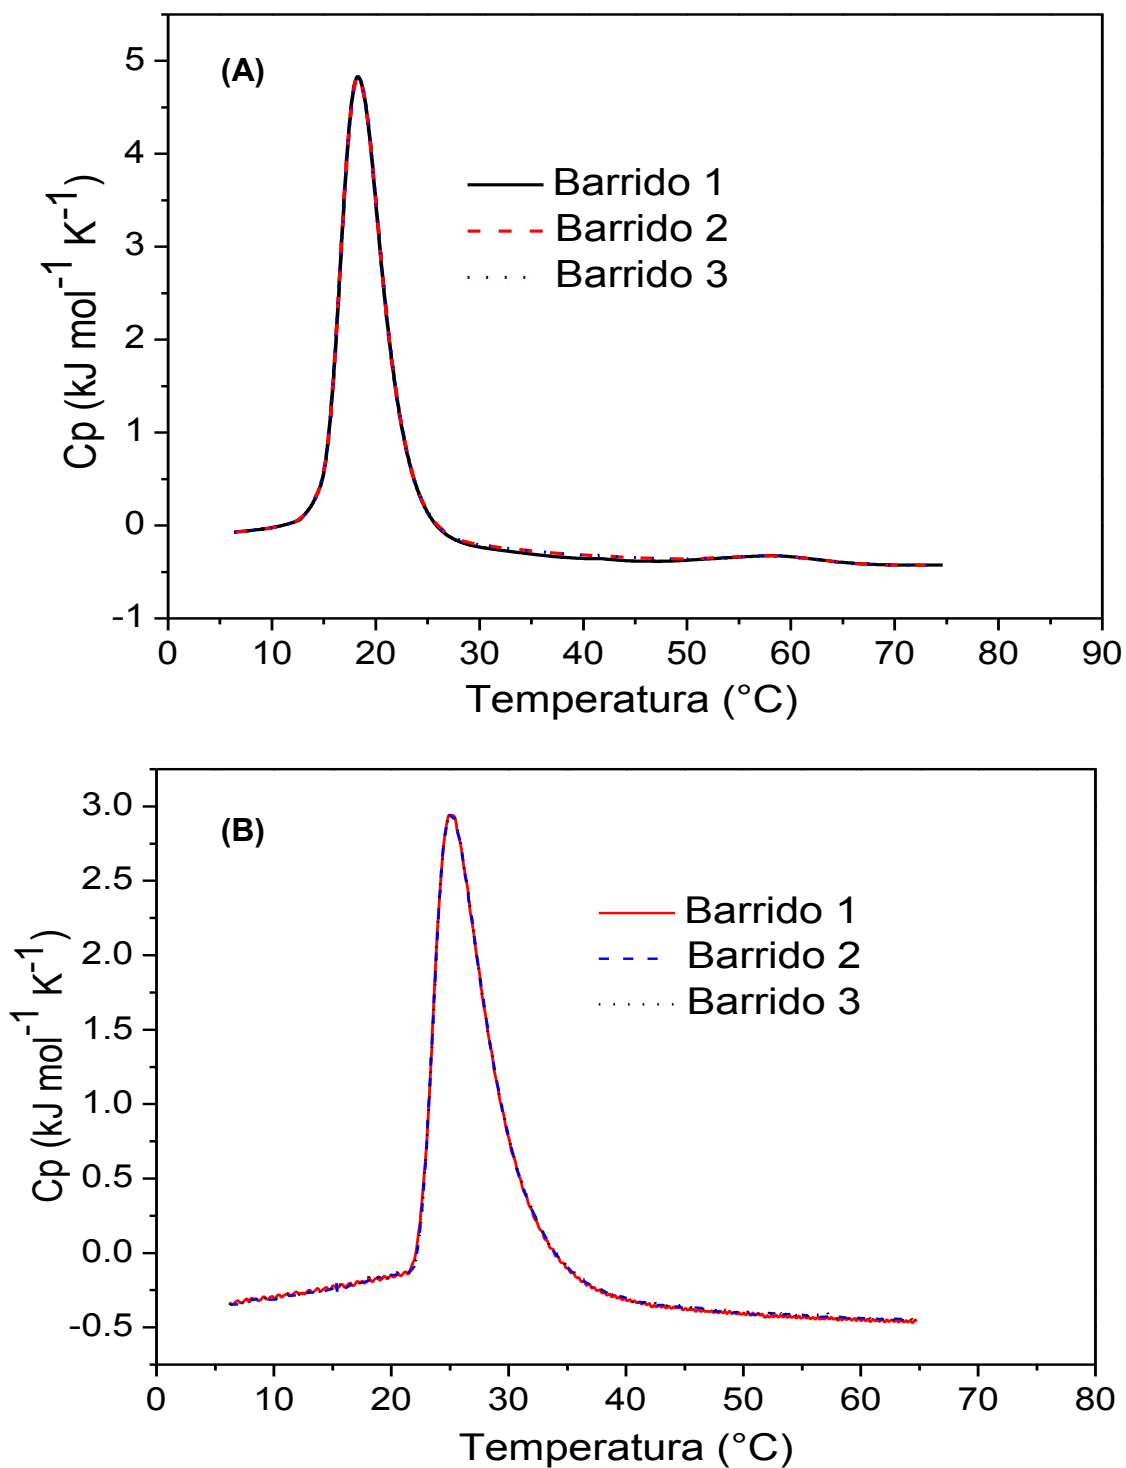 (A)
5
4
3
2
1
0
-1
Cp (kJ mol⁻¹ K⁻¹)
Barrido 1
Barrido 2
Barrido 3
0 10 20 30 40 50 60 70 80 90
Temperatura (°C)
(B)
3.0
2.5
2.0
1.5
1.0
0.5
0.0
-0.5
Cp (kJ mol⁻¹ K⁻¹)
Barrido 1
Barrido 2
Barrido 3
0 10 20 30 40 50 60 70 80
Temperatura (°C)